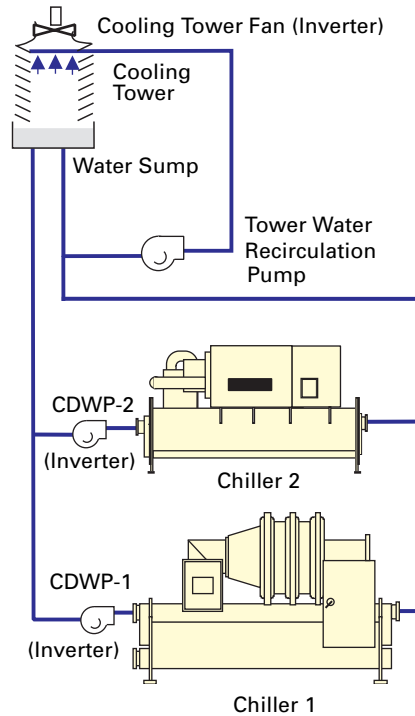 Cooling Tower Fan (Inverter)
Cooling
Tower
Water Sump
Tower Water
Recirculation
Pump
CDWP-2
(Inverter)
Chiller 2
CDWP-1
(Inverter)
Chiller 1